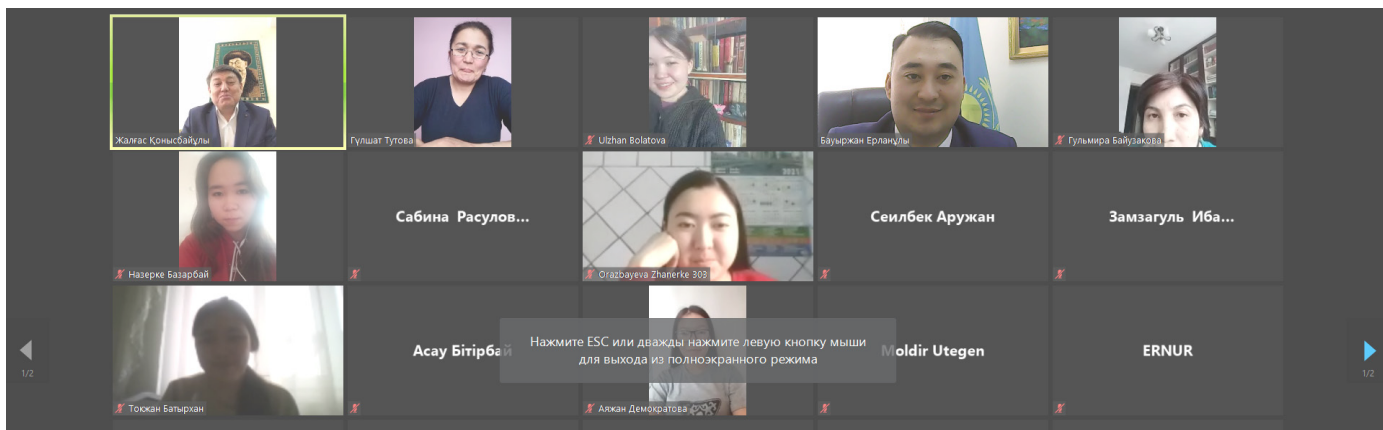 Жалғас Қонысбайұлы
Гүлшат Тутова
Ulzhan Bolatova
Бауыржан Ерланұлы
Гульмира Байузакова
Назерке Базарбай
Сабина Расулов...
Orazbayeva Zhanerke 303
Сеилбек Аружан
Замзагуль Иба...
Токжан Батырхан
Асау Бітірбай
Аяжан Демократова
Moldir Utegen
ERNUR
Нажмите ESC или дважды нажмите левую кнопку мыши
для выхода из полноэкранного режима
1/2
1/2